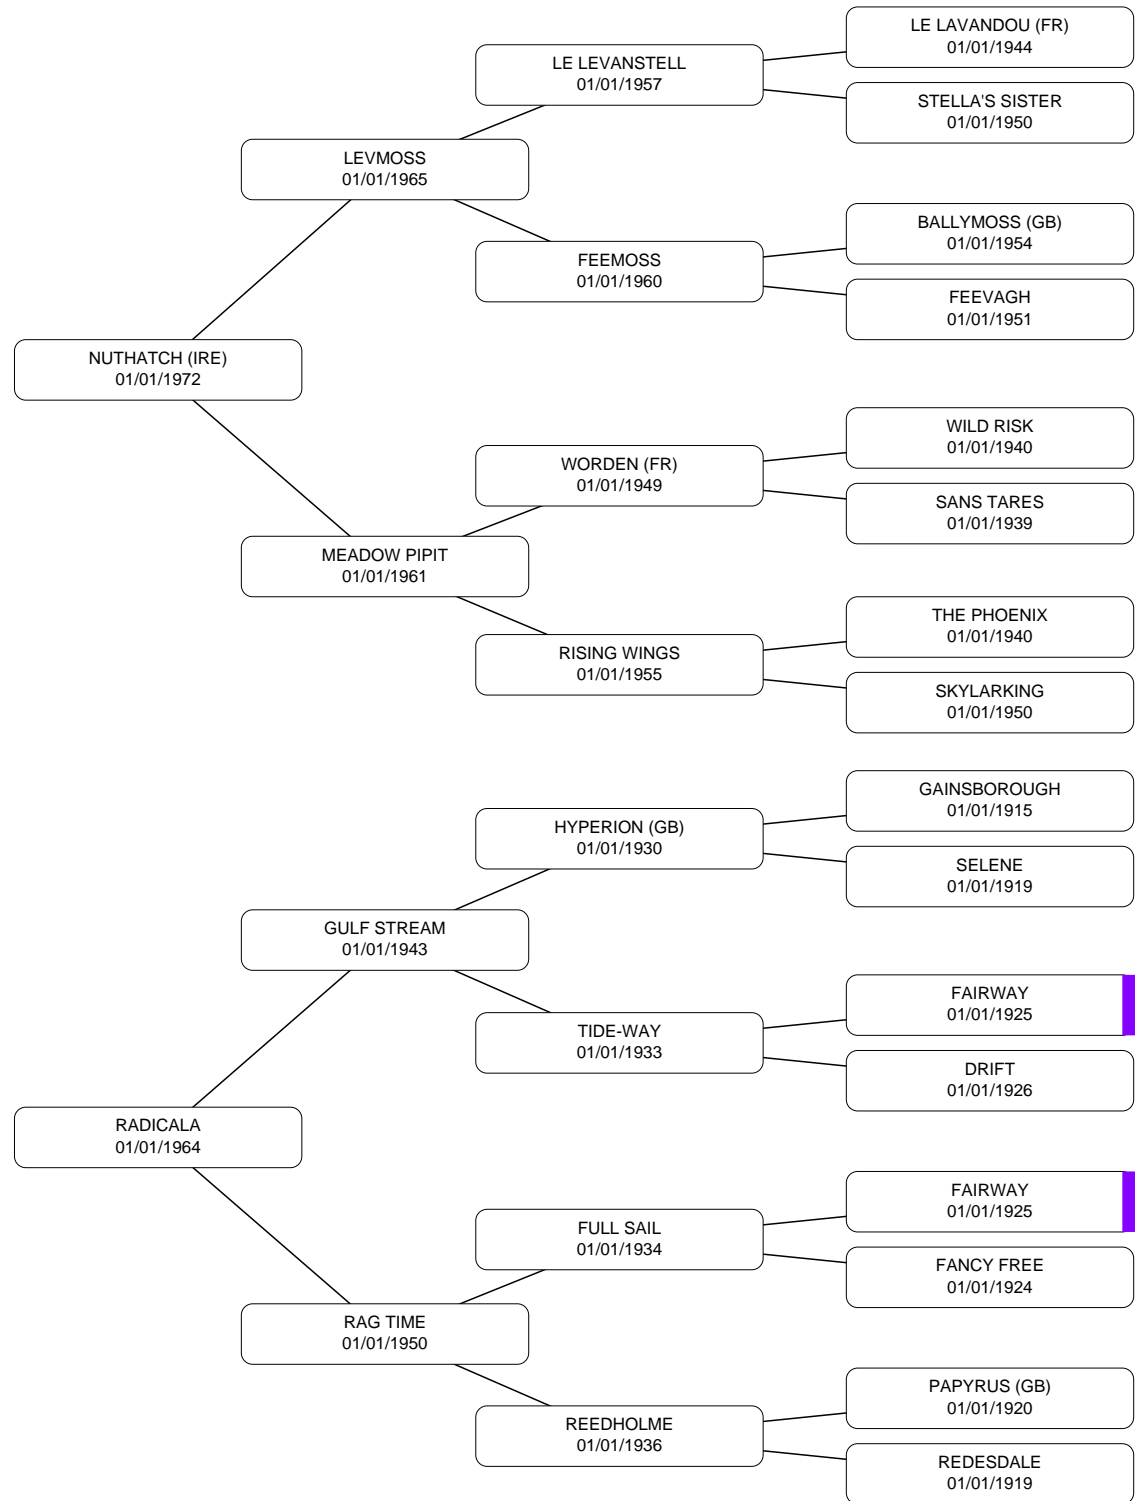 LE LAVANDOU (FR)
01/01/1944
LE LEVANSTELL
01/01/1957
STELLA'S SISTER
01/01/1950
LEVMOSS
01/01/1965
BALLYMOSS (GB)
01/01/1954
FEEMOSS
01/01/1960
FEEVAGH
01/01/1951
NUTHATCH (IRE)
01/01/1972
WILD RISK
01/01/1940
WORDEN (FR)
01/01/1949
SANS TARES
01/01/1939
MEADOW PIPIT
01/01/1961
THE PHOENIX
01/01/1940
RISING WINGS
01/01/1955
SKYLARKING
01/01/1950
GAINSBOROUGH
01/01/1915
HYPERION (GB)
01/01/1930
SELENE
01/01/1919
GULF STREAM
01/01/1943
FAIRWAY
01/01/1925
TIDE-WAY
01/01/1933
DRIFT
01/01/1926
RADICALA
01/01/1964
FAIRWAY
01/01/1925
FULL SAIL
01/01/1934
FANCY FREE
01/01/1924
RAG TIME
01/01/1950
PAPYRUS (GB)
01/01/1920
REEDHOLME
01/01/1936
REDESDALE
01/01/1919